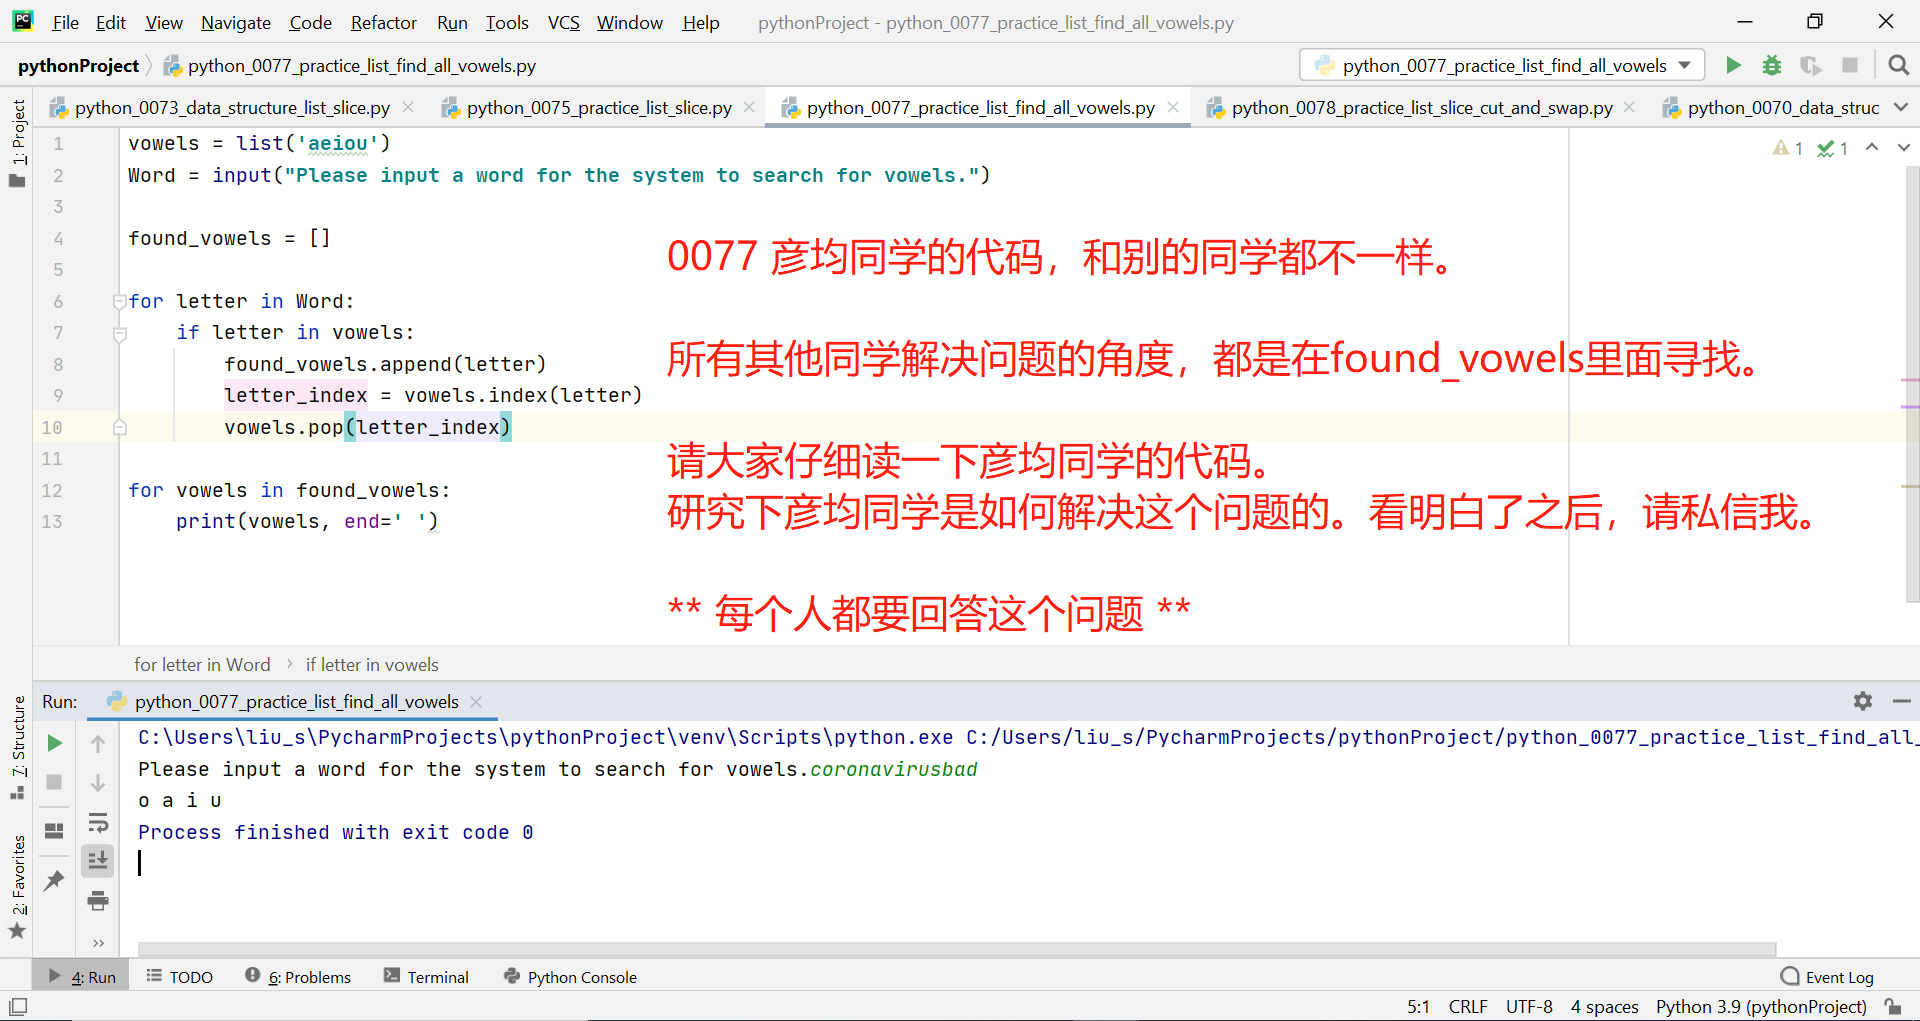 File Edit View Navigate Code Refactor Run Tools VCS Window Help pythonProject - python_0077_practice_list_find_all_vowels.py
pythonProject python_0077_practice_list_find_all_vowels.py python_0077_practice_list_find_all_vowels
python_0073_data_structure_list_slice.py python_0075_practice_list_slice.py python_0077_practice_list_find_all_vowels.py python_0078_practice_list_slice_cut_and_swap.py python_0070_data_struc
1: Project
1 vowels = list('aeiou')
1 1
2 Word = input("Please input a word for the system to search for vowels.")
3
4 found_vowels = []
0077 彦均同学的代码，和别的同学都不一样。
5
6 for letter in Word:
7 if letter in vowels:
8 found_vowels.append(letter)
所有其他同学解决问题的角度，都是在found_vowels里面寻找。
9 letter_index = vowels.index(letter)
10 vowels.pop(letter_index)
11
请大家仔细读一下彦均同学的代码。
12 for vowels in found_vowels:
13 print(vowels, end=' ')
研究下彦均同学是如何解决这个问题的。看明白了之后，请私信我。
** 每个人都要回答这个问题 **
for letter in Word › if letter in vowels
Run: python_0077_practice_list_find_all_vowels
7: Structure
2: Favorites
C:\Users\liu_s\PycharmProjects\pythonProject\venv\Scripts\python.exe C:/Users/liu_s/PycharmProjects/pythonProject/python_0077_practice_list_find_all_
Please input a word for the system to search for vowels.coronavirusbad
o a i u
Process finished with exit code 0
4: Run TODO 6: Problems Terminal Python Console Event Log
5:1 CRLF UTF-8 4 spaces Python 3.9 (pythonProject)